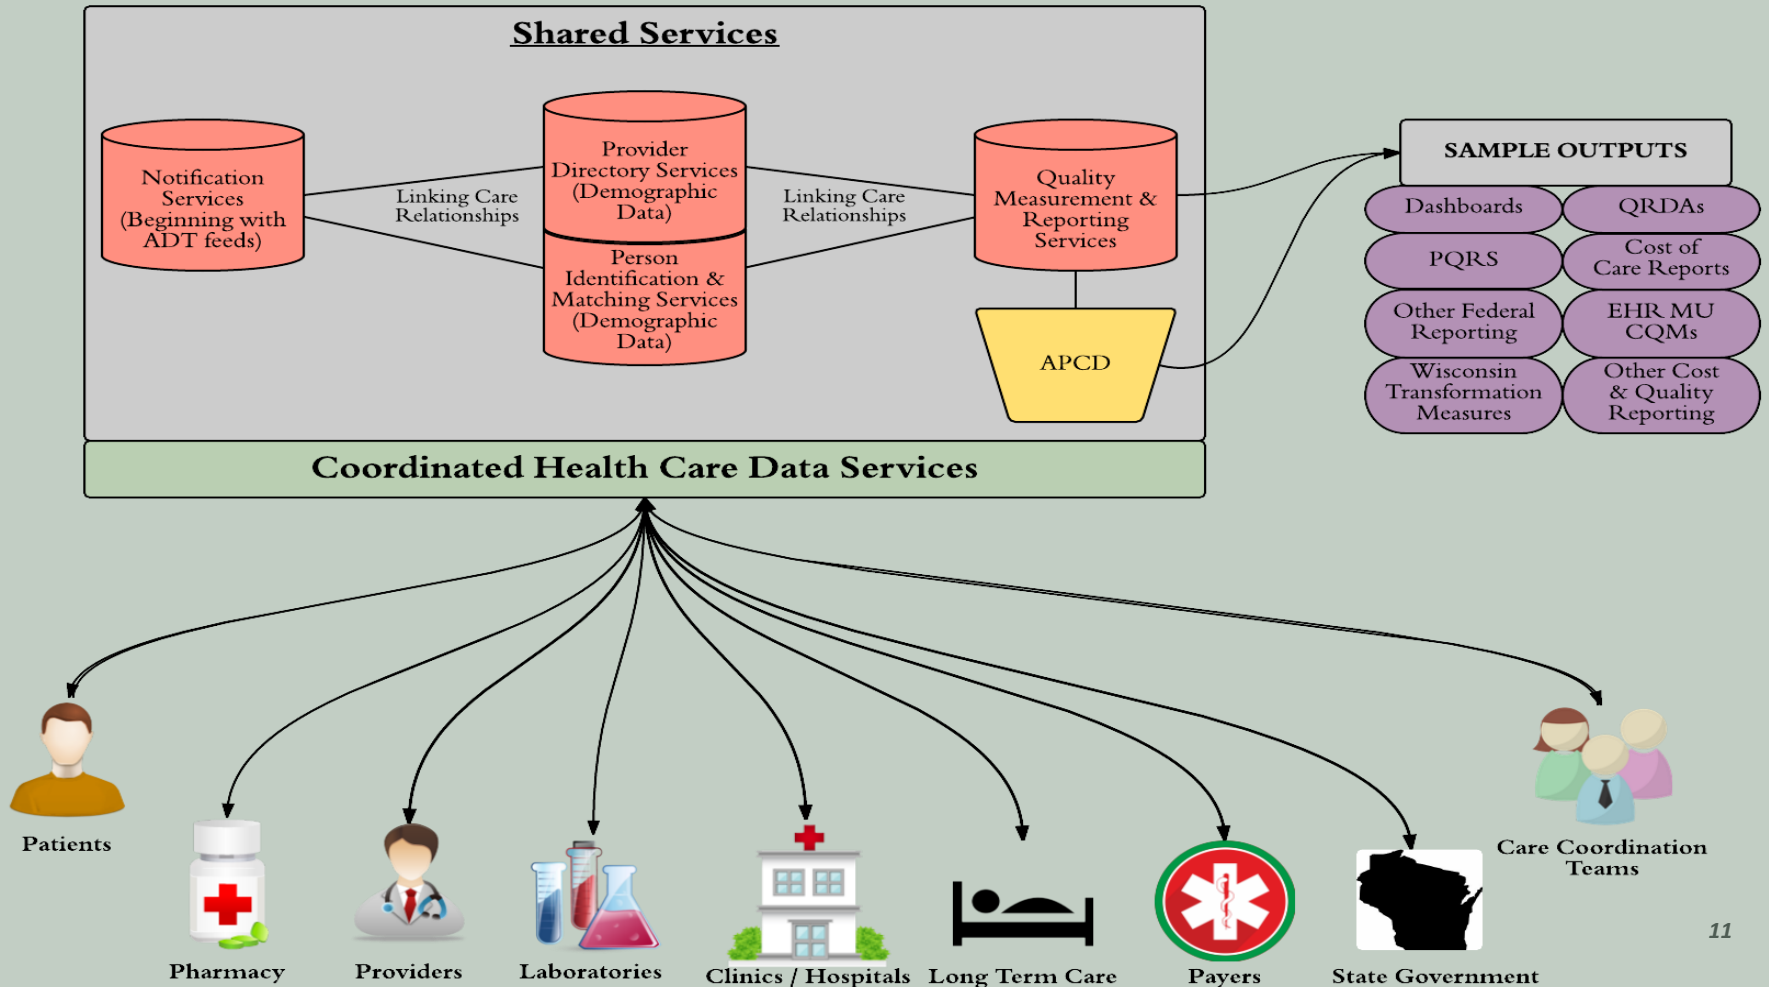 Shared Services
Notification
Services
(Beginning with
ADT feeds)
Linking Care
Relationships
Provider
Directory Services
(Demographic
Data)
Person
Identification &
Matching Services
(Demographic
Data)
Linking Care
Relationships
Quality
Measurement &
Reporting
Services
APCD
SAMPLE OUTPUTS
Dashboards
QRDAs
PQRS
Cost of
Care Reports
Other Federal
Reporting
EHR MU
CQMs
Wisconsin
Transformation
Measures
Other Cost
& Quality
Reporting
Coordinated Health Care Data Services
Patients
Pharmacy
Providers
Laboratories
Clinics / Hospitals
Long Term Care
Payers
State Government
Care Coordination
Teams
11